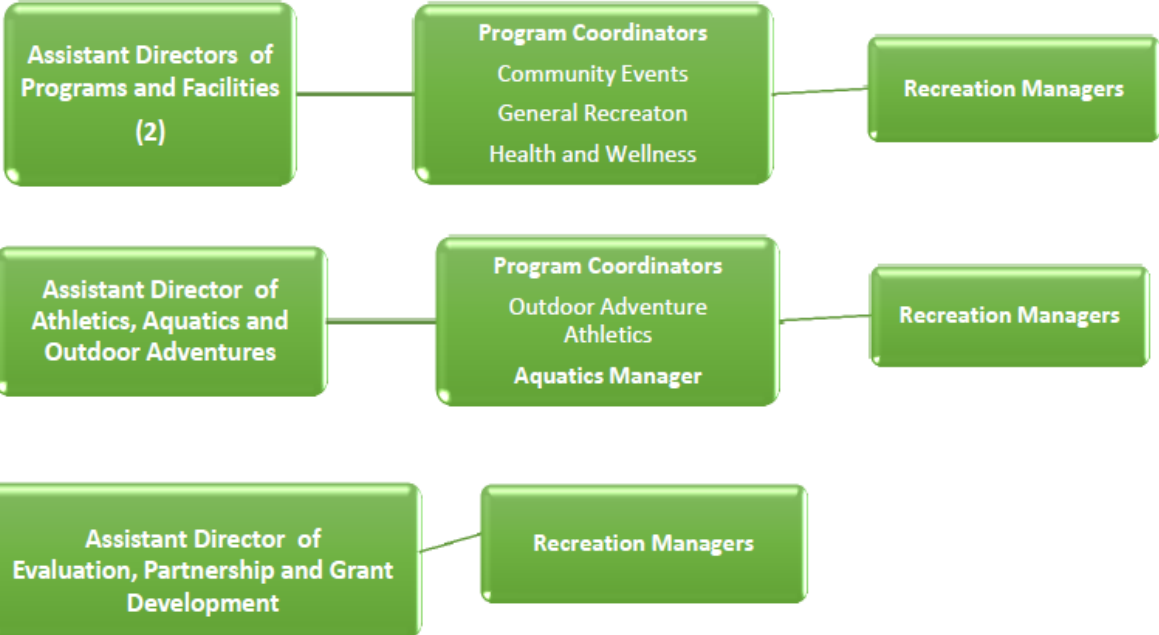 Assistant Directors of
Programs and Facilities
(2)
Program Coordinators
Community Events
General Recreaton
Health and Wellness
Recreation Managers
Assistant Director of
Athletics, Aquatics and
Outdoor Adventures
Program Coordinators
Outdoor Adventure
Athletics
Aquatics Manager
Recreation Managers
Assistant Director of
Evaluation, Partnership and Grant
Development
Recreation Managers